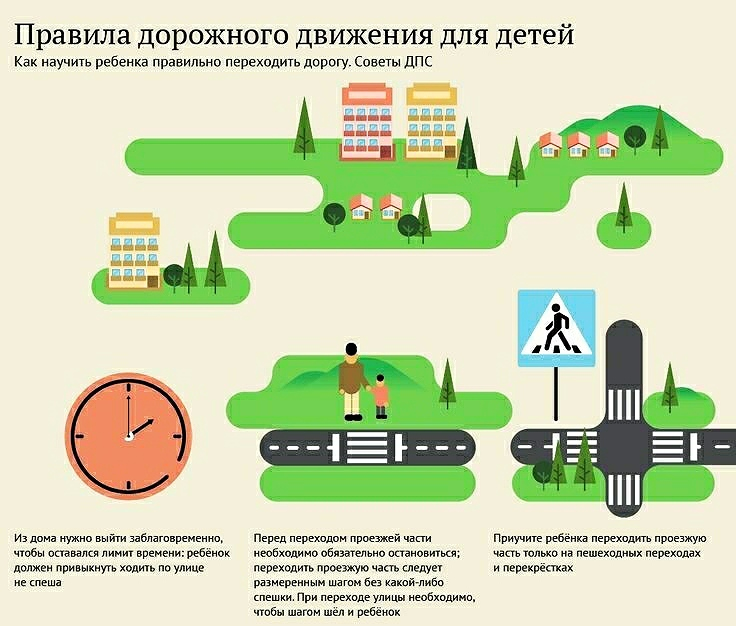 Правила дорожного движения для детей
Как научить ребенка правильно переходить дорогу. Советы ДПС
Из дома нужно выйти заблаговременно,
чтобы оставался лимит времени: ребёнок
должен привыкнуть ходить по улице
не спеша
Перед переходом проезжей части
необходимо обязательно остановиться;
переходить проезжую часть следует
размеренным шагом без какой-либо
спешки. При переходе улицы необходимо,
чтобы шагом шёл и ребёнок
Приучите ребёнка переходить проезжую
часть только на пешеходных переходах
и перекрёстках